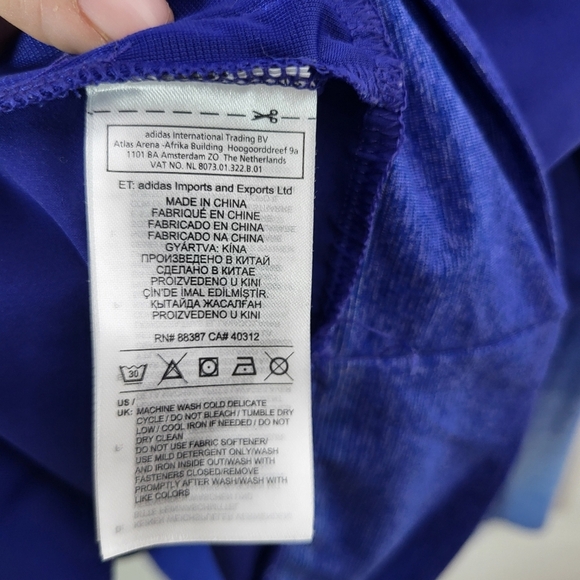 adidas International Trading BV
Atlas Arena -Afrika Building Hoogoorddreef 9a
1101 BA Amsterdam ZO The Netherlands
VAT NO. NL 8073.01.322.B.01
ET: adidas Imports and Exports Ltd
MADE IN CHINA
FABRIQUÉ EN CHINE
FABRICADO EN CHINA
FABRICADO NA CHINA
GYÁRTVA: KÍNA
ПРОИЗВЕДЕНО В КИТАЙ
СДЕЛАНО В КИТАЕ
PROIZVEDENO U KINI
ÇİN'DE İMAL EDİLMİŞTİR.
ҚЫТАЙДА ЖАСАЛҒАН
PROIZVEDENO U KINI
RN# 88387 CA# 40312
30
US /
UK: MACHINE WASH COLD DELICATE
CYCLE / DO NOT BLEACH / TUMBLE DRY
LOW / COOL IRON IF NEEDED / DO NOT
DRY CLEAN
DO NOT USE FABRIC SOFTENER/
USE MILD DETERGENT ONLY/WASH
AND IRON INSIDE OUT/WASH WITH
FASTENERS CLOSED/REMOVE
PROMPTLY AFTER WASH/WASH WITH
LIKE COLORS